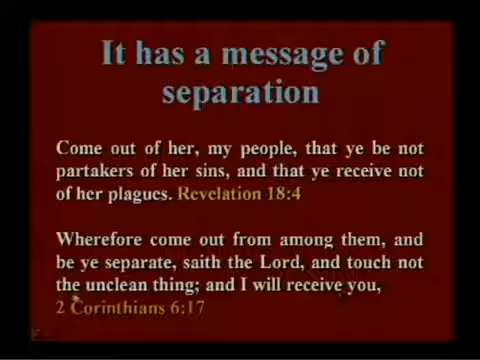 It has a message of
separation
Come out of her, my people, that ye be not
partakers of her sins, and that ye receive not
of her plagues. Revelation 18:4
Wherefore come out from among them, and
be ye separate, saith the Lord, and touch not
the unclean thing; and I will receive you,
2 Corinthians 6:17